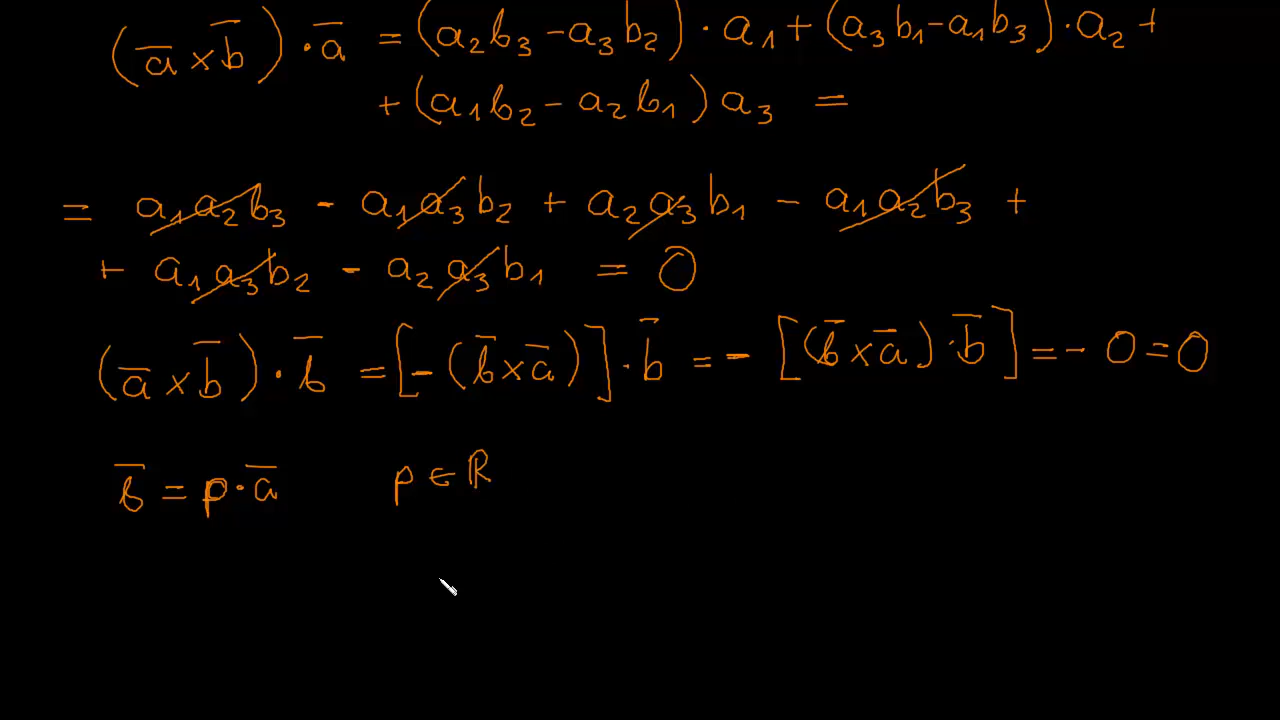 (a̅ × b̅) · a̅ = (a₂b₃ − a₃b₂) · a₁ + (a₃b₁ − a₁b₃) · a₂ +
+ (a₁b₂ − a₂b₁) a₃ =
= a₁a₂b₃ − a₁a₃b₂ + a₂a₃b₁ − a₁a₂b₃ +
+ a₁a₃b₂ − a₂a₃b₁ = 0
(a̅ × b̅) · b̅ = [−(b̅ × a̅)] · b̅ = − [(b̅ × a̅) · b̅] = − 0 = 0
b̅ = p · a̅ p ∈ ℝ